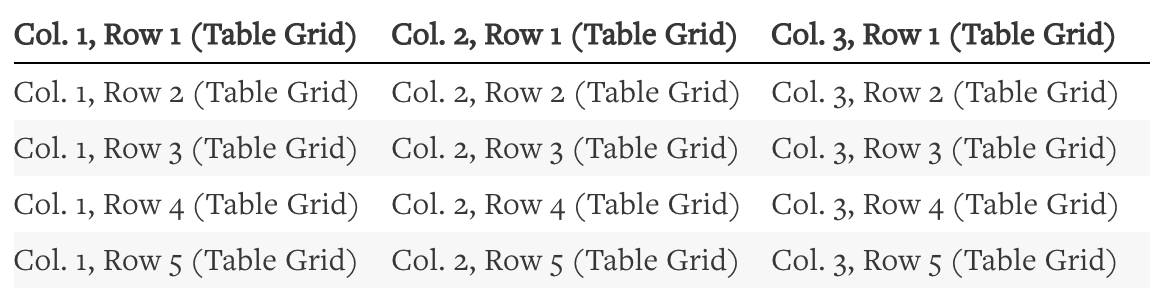 Col. 1, Row 1 (Table Grid) Col. 2, Row 1 (Table Grid) Col. 3, Row 1 (Table Grid)
Col. 1, Row 2 (Table Grid) Col. 2, Row 2 (Table Grid) Col. 3, Row 2 (Table Grid)
Col. 1, Row 3 (Table Grid) Col. 2, Row 3 (Table Grid) Col. 3, Row 3 (Table Grid)
Col. 1, Row 4 (Table Grid) Col. 2, Row 4 (Table Grid) Col. 3, Row 4 (Table Grid)
Col. 1, Row 5 (Table Grid) Col. 2, Row 5 (Table Grid) Col. 3, Row 5 (Table Grid)